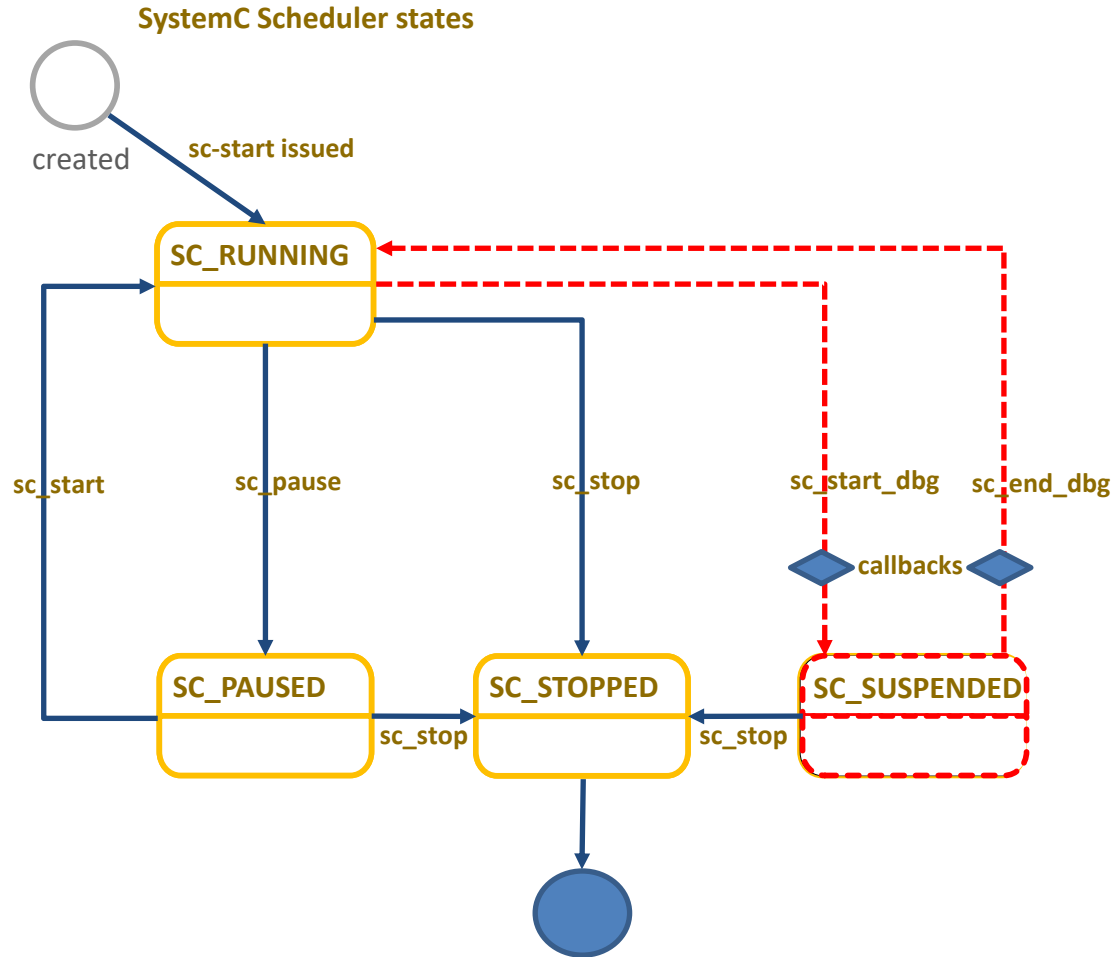 SystemC Scheduler states
created
sc-start issued
SC_RUNNING
sc_start
sc_pause
sc_stop
sc_start_dbg
sc_end_dbg
callbacks
SC_PAUSED
SC_STOPPED
SC_SUSPENDED
sc_stop
sc_stop